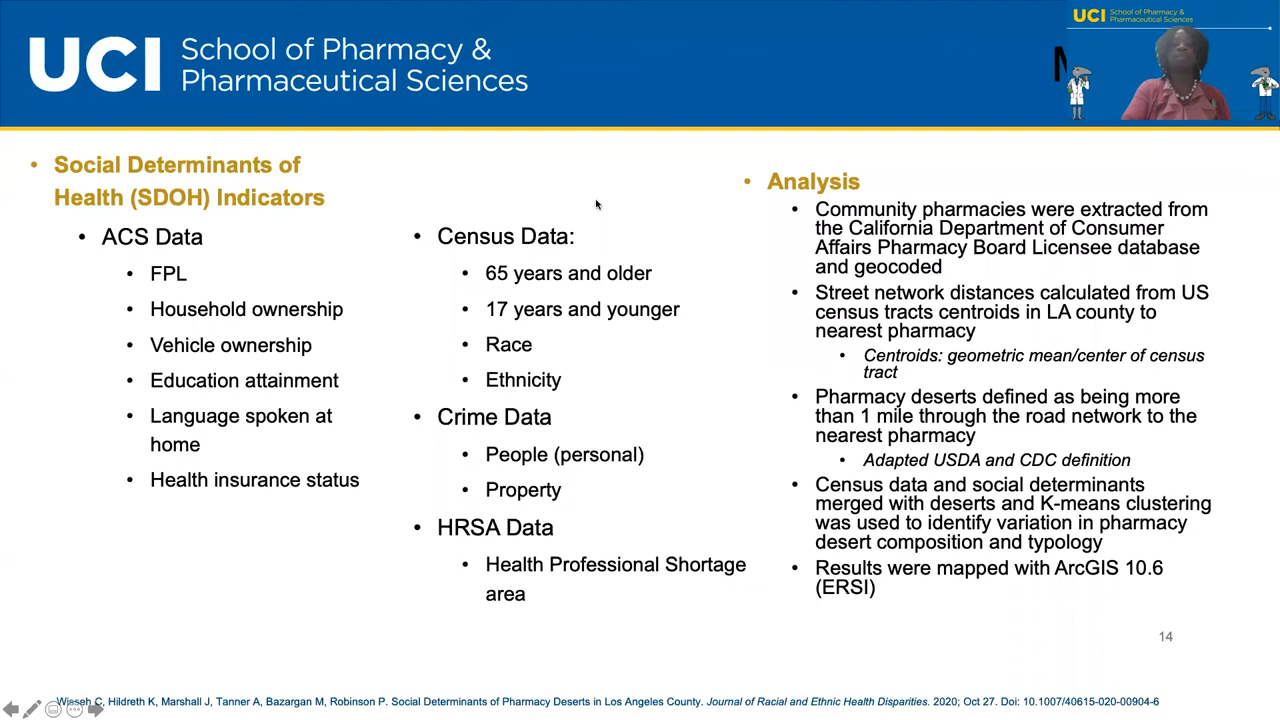 UCI School of Pharmacy &
Pharmaceutical Sciences
UCI School of Pharmacy &
Pharmaceutical Sciences
• Social Determinants of
Health (SDOH) Indicators
• ACS Data
• FPL
• Household ownership
• Vehicle ownership
• Education attainment
• Language spoken at
home
• Health insurance status
• Census Data:
• 65 years and older
• 17 years and younger
• Race
• Ethnicity
• Crime Data
• People (personal)
• Property
• HRSA Data
• Health Professional Shortage
area
• Analysis
• Community pharmacies were extracted from
the California Department of Consumer
Affairs Pharmacy Board Licensee database
and geocoded
• Street network distances calculated from US
census tracts centroids in LA county to
nearest pharmacy
• Centroids: geometric mean/center of census
tract
• Pharmacy deserts defined as being more
than 1 mile through the road network to the
nearest pharmacy
• Adapted USDA and CDC definition
• Census data and social determinants
merged with deserts and K-means clustering
was used to identify variation in pharmacy
desert composition and typology
• Results were mapped with ArcGIS 10.6
(ERSI)
14
Wisseh C, Hildreth K, Marshall J, Tanner A, Bazargan M, Robinson P. Social Determinants of Pharmacy Deserts in Los Angeles County. Journal of Racial and Ethnic Health Disparities. 2020; Oct 27. Doi: 10.1007/40615-020-00904-6